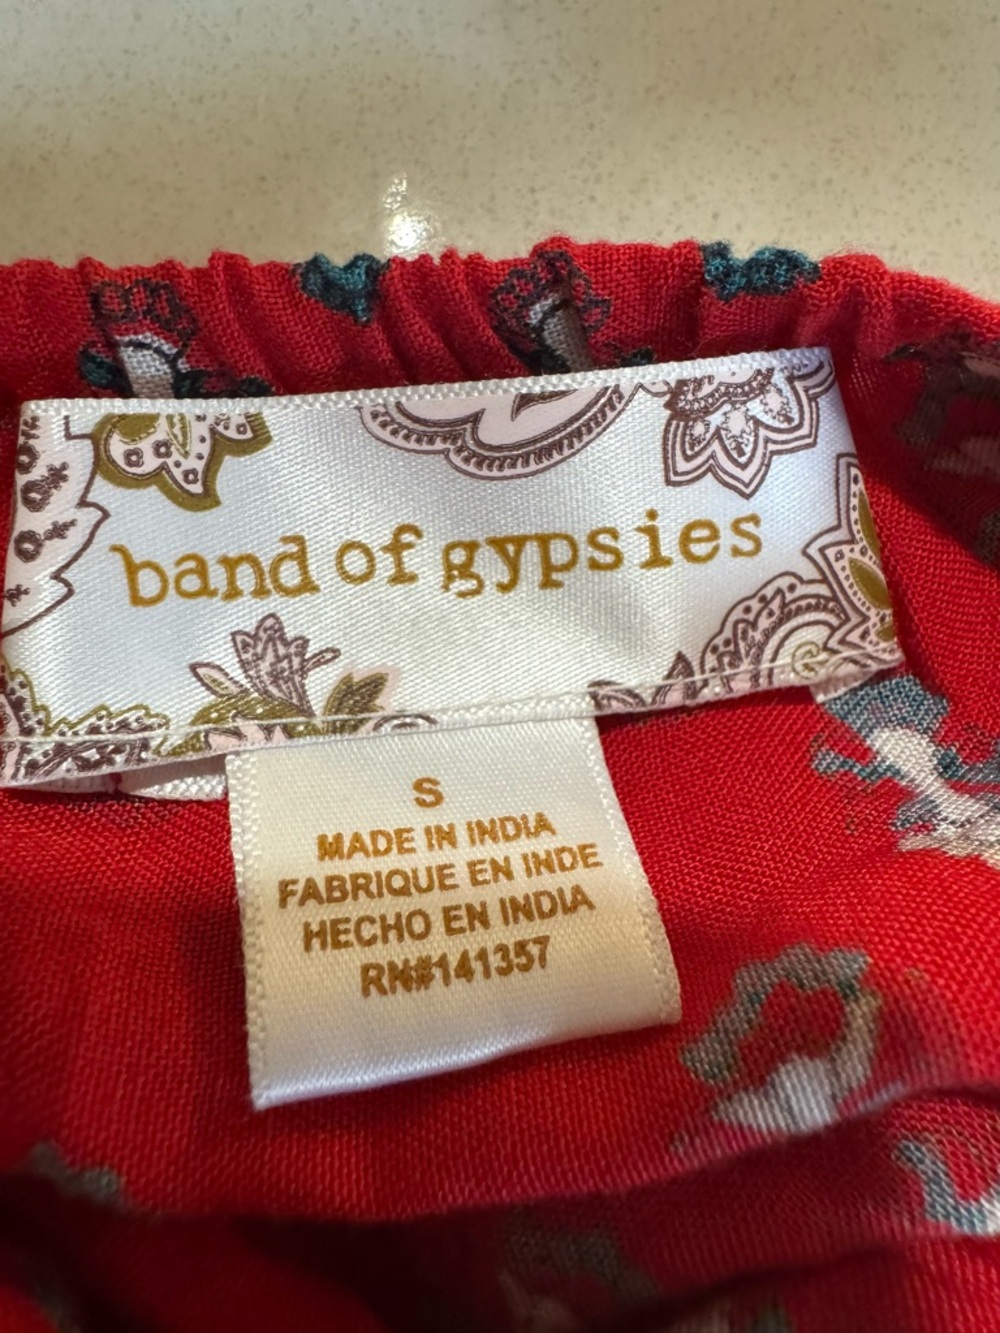 band of gypsies
S
MADE IN INDIA
FABRIQUE EN INDE
HECHO EN INDIA
RN#141357